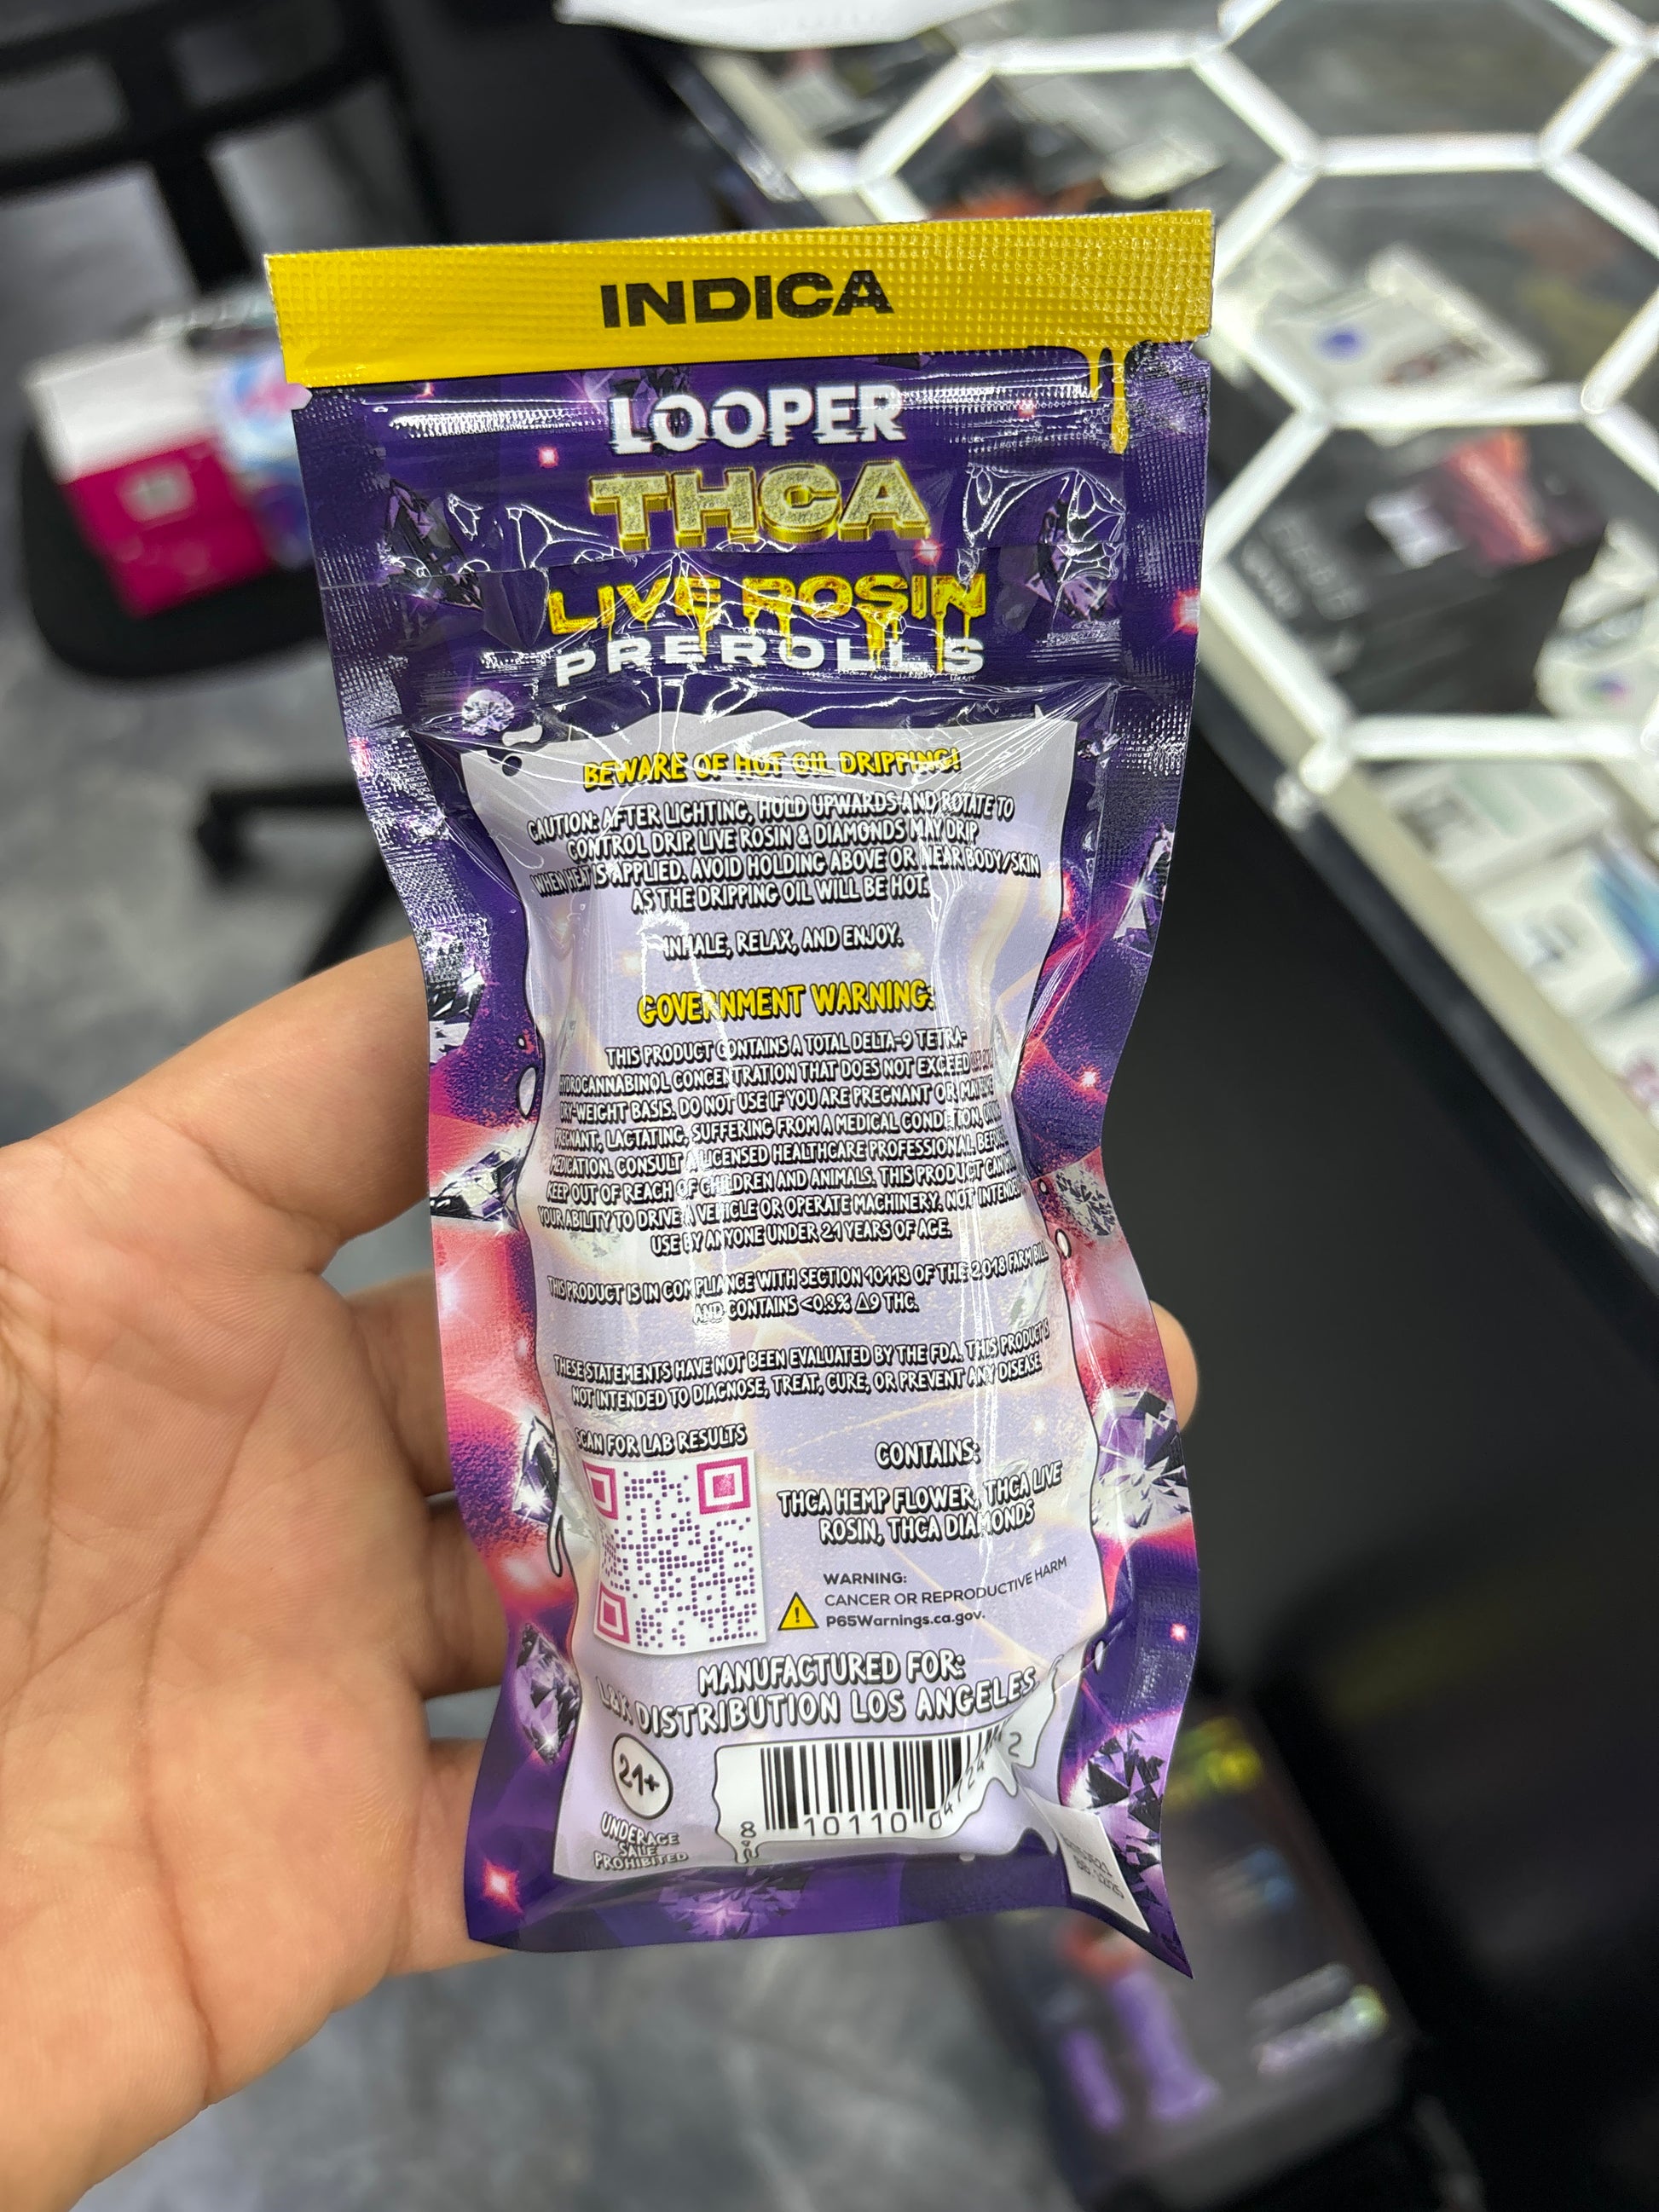 INDICA
LOOPER
THCA
LIVE ROSIN
PREROLLS
BEWARE OF HOT OIL DRIPPING!
CAUTION: AFTER LIGHTING, HOLD UPWARDS AND ROTATE TO
CONTROL DRIP. LIVE ROSIN & DIAMONDS MAY DRIP
WHEN HEAT IS APPLIED. AVOID HOLDING ABOVE OR NEAR BODY/SKIN
AS THE DRIPPING OIL WILL BE HOT.
INHALE, RELAX, AND ENJOY.
GOVERNMENT WARNING:
THIS PRODUCT CONTAINS A TOTAL DELTA-9 TETRA-
HYDROCANNABINOL CONCENTRATION THAT DOES NOT EXCEED
DRY-WEIGHT BASIS. DO NOT USE IF YOU ARE PREGNANT OR MAY
PREGNANT, LACTATING, SUFFERING FROM A MEDICAL CONDITION,
MEDICATION. CONSULT A LICENSED HEALTHCARE PROFESSIONAL
KEEP OUT OF REACH OF CHILDREN AND ANIMALS. THIS PRODUCT
YOUR ABILITY TO DRIVE A VEHICLE OR OPERATE MACHINERY. NOT
USE BY ANYONE UNDER 21 YEARS OF AGE.
THIS PRODUCT IS IN COMPLIANCE WITH SECTION 10113 OF THE 2018 FARM BILL
AND CONTAINS <0.3% Δ9 THC.
THESE STATEMENTS HAVE NOT BEEN EVALUATED BY THE FDA. THIS PRODUCT IS
NOT INTENDED TO DIAGNOSE, TREAT, CURE, OR PREVENT ANY DISEASE.
SCAN FOR LAB RESULTS
CONTAINS:
THCA HEMP FLOWER, THCA LIVE
ROSIN, THCA DIAMONDS
WARNING:
CANCER OR REPRODUCTIVE HARM
P65Warnings.ca.gov.
MANUFACTURED FOR:
L&K DISTRIBUTION LOS ANGELES
21+
UNDERAGE
SALE
PROHIBITED
8 10110 0